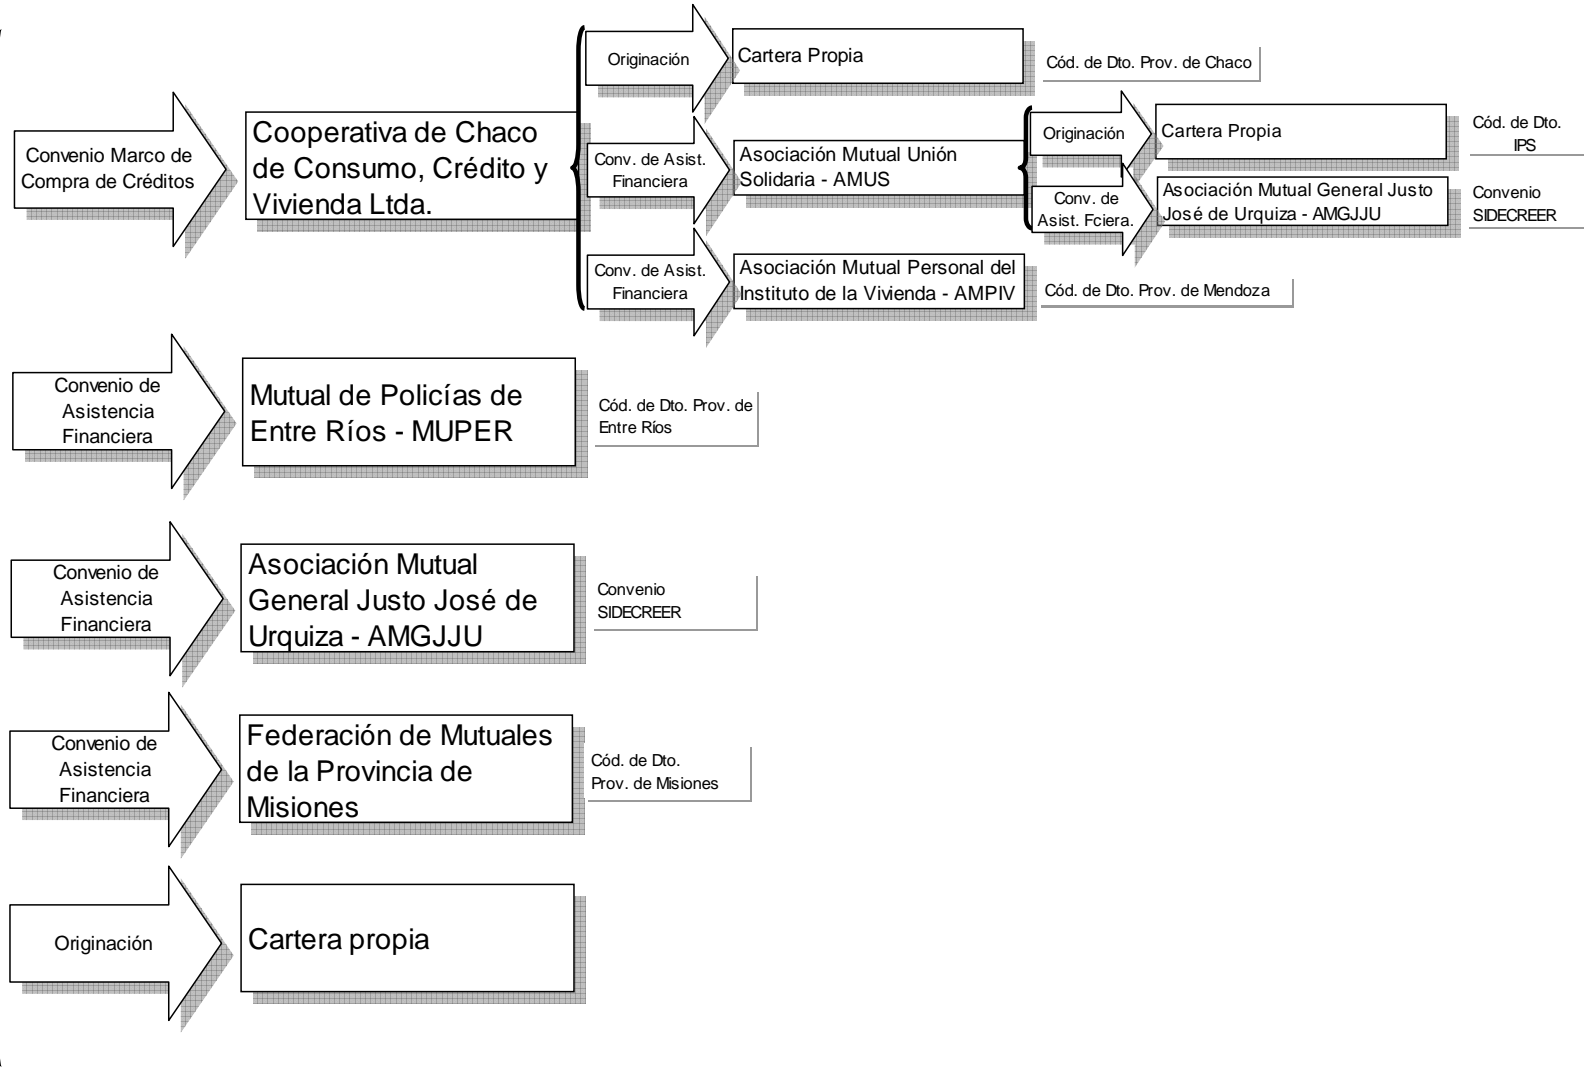 Convenio Marco de
Compra de Créditos
Cooperativa de Chaco
de Consumo, Crédito y
Vivienda Ltda.
Originación
Cartera Propia
Cód. de Dto. Prov. de Chaco
Conv. de Asist.
Financiera
Asociación Mutual Unión
Solidaria - AMUS
Originación
Cartera Propia
Cód. de Dto.
IPS
Conv. de
Asist. Fciera.
Asociación Mutual General Justo
José de Urquiza - AMGJJU
Convenio
SIDECREER
Conv. de Asist.
Financiera
Asociación Mutual Personal del
Instituto de la Vivienda - AMPIV
Cód. de Dto. Prov. de Mendoza
Convenio de
Asistencia
Financiera
Mutual de Policías de
Entre Ríos - MUPER
Cód. de Dto. Prov. de
Entre Ríos
Convenio de
Asistencia
Financiera
Asociación Mutual
General Justo José de
Urquiza - AMGJJU
Convenio
SIDECREER
Convenio de
Asistencia
Financiera
Federación de Mutuales
de la Provincia de
Misiones
Cód. de Dto.
Prov. de Misiones
Originación
Cartera propia